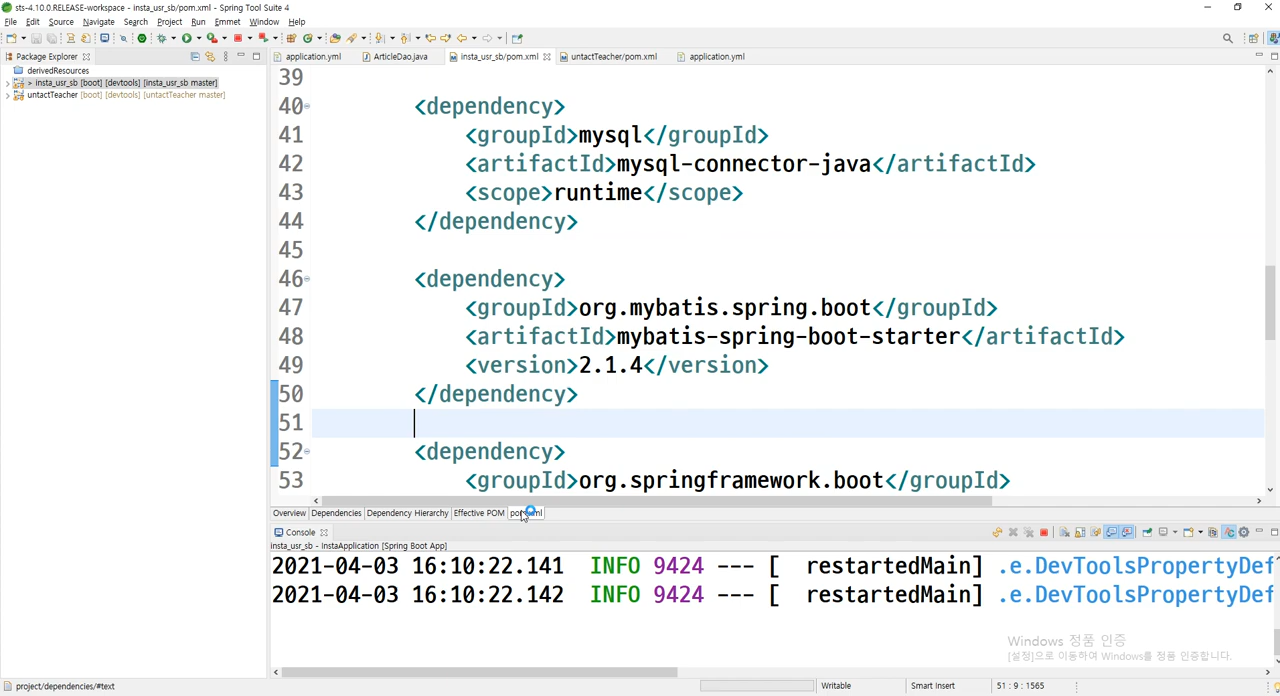 sts-4.10.0.RELEASE-workspace - insta_usr_sb/pom.xml - Spring Tool Suite 4
File Edit Source Navigate Search Project Run Emmet Window Help
Package Explorer
derivedResources
> insta_usr_sb [boot] [devtools] [insta_usr_sb master]
untactTeacher [boot] [devtools] [untactTeacher master]
application.yml ArticleDao.java insta_usr_sb/pom.xml untactTeacher/pom.xml application.yml
39
40 <dependency>
41 <groupId>mysql</groupId>
42 <artifactId>mysql-connector-java</artifactId>
43 <scope>runtime</scope>
44 </dependency>
45
46 <dependency>
47 <groupId>org.mybatis.spring.boot</groupId>
48 <artifactId>mybatis-spring-boot-starter</artifactId>
49 <version>2.1.4</version>
50 </dependency>
51
52 <dependency>
53 <groupId>org.springframework.boot</groupId>
Overview Dependencies Dependency Hierarchy Effective POM pom.xml
Console
insta_usr_sb - InstaApplication [Spring Boot App]
2021-04-03 16:10:22.141 INFO 9424 --- [ restartedMain] .e.DevToolsPropertyDef
2021-04-03 16:10:22.142 INFO 9424 --- [ restartedMain] .e.DevToolsPropertyDef
Windows 정품 인증
[설정]으로 이동하여 Windows를 정품 인증합니다.
project/dependencies/#text Writable Smart Insert 51 : 9 : 1565